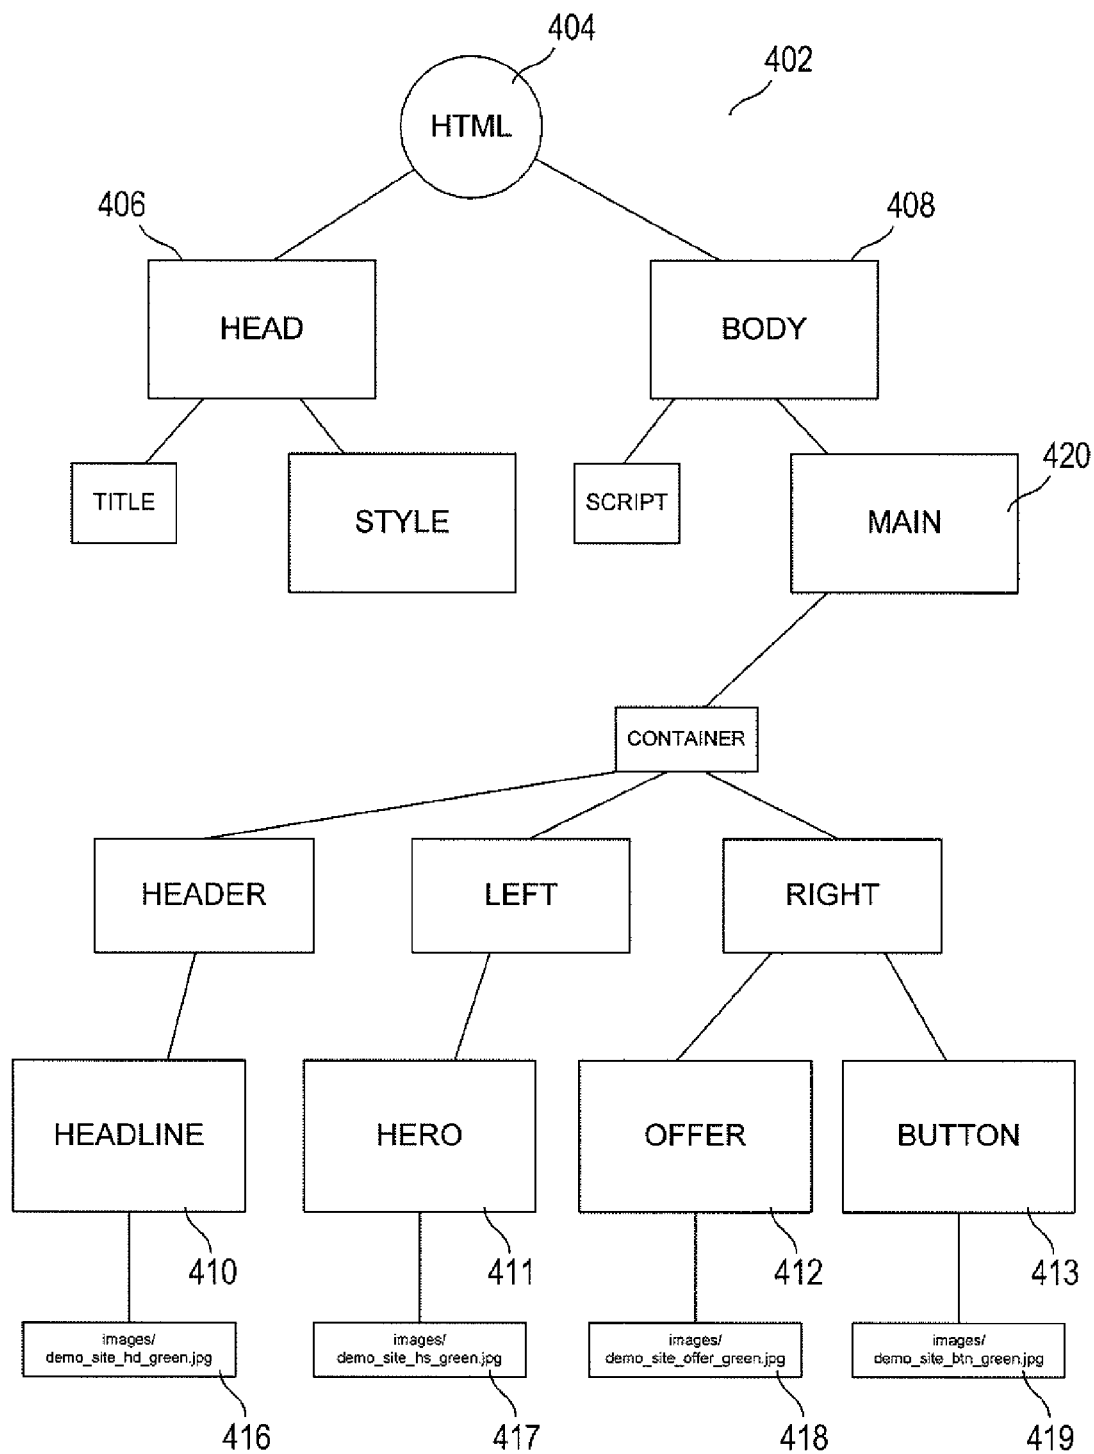 404
402
HTML
406
408
HEAD
BODY
420
TITLE
STYLE
SCRIPT
MAIN
CONTAINER
HEADER
LEFT
RIGHT
HEADLINE
HERO
OFFER
BUTTON
410
411
412
413
images/
demo_site_hd_green.jpg
images/
demo_site_hs_green.jpg
images/
demo_site_offer_green.jpg
images/
demo_site_btn_green.jpg
416
417
418
419